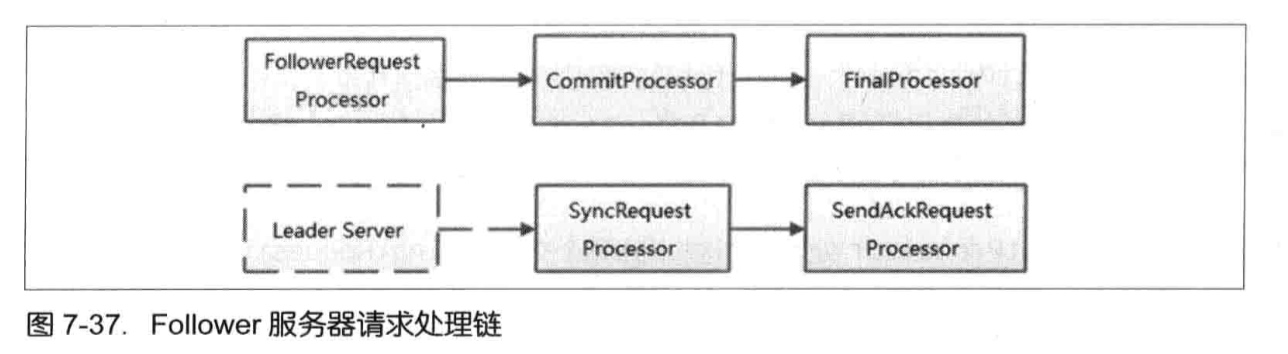 FollowerRequest
Processor
CommitProcessor
FinalProcessor
Leader Server
SyncRequest
Processor
SendAckRequest
Processor
图 7-37. Follower 服务器请求处理链